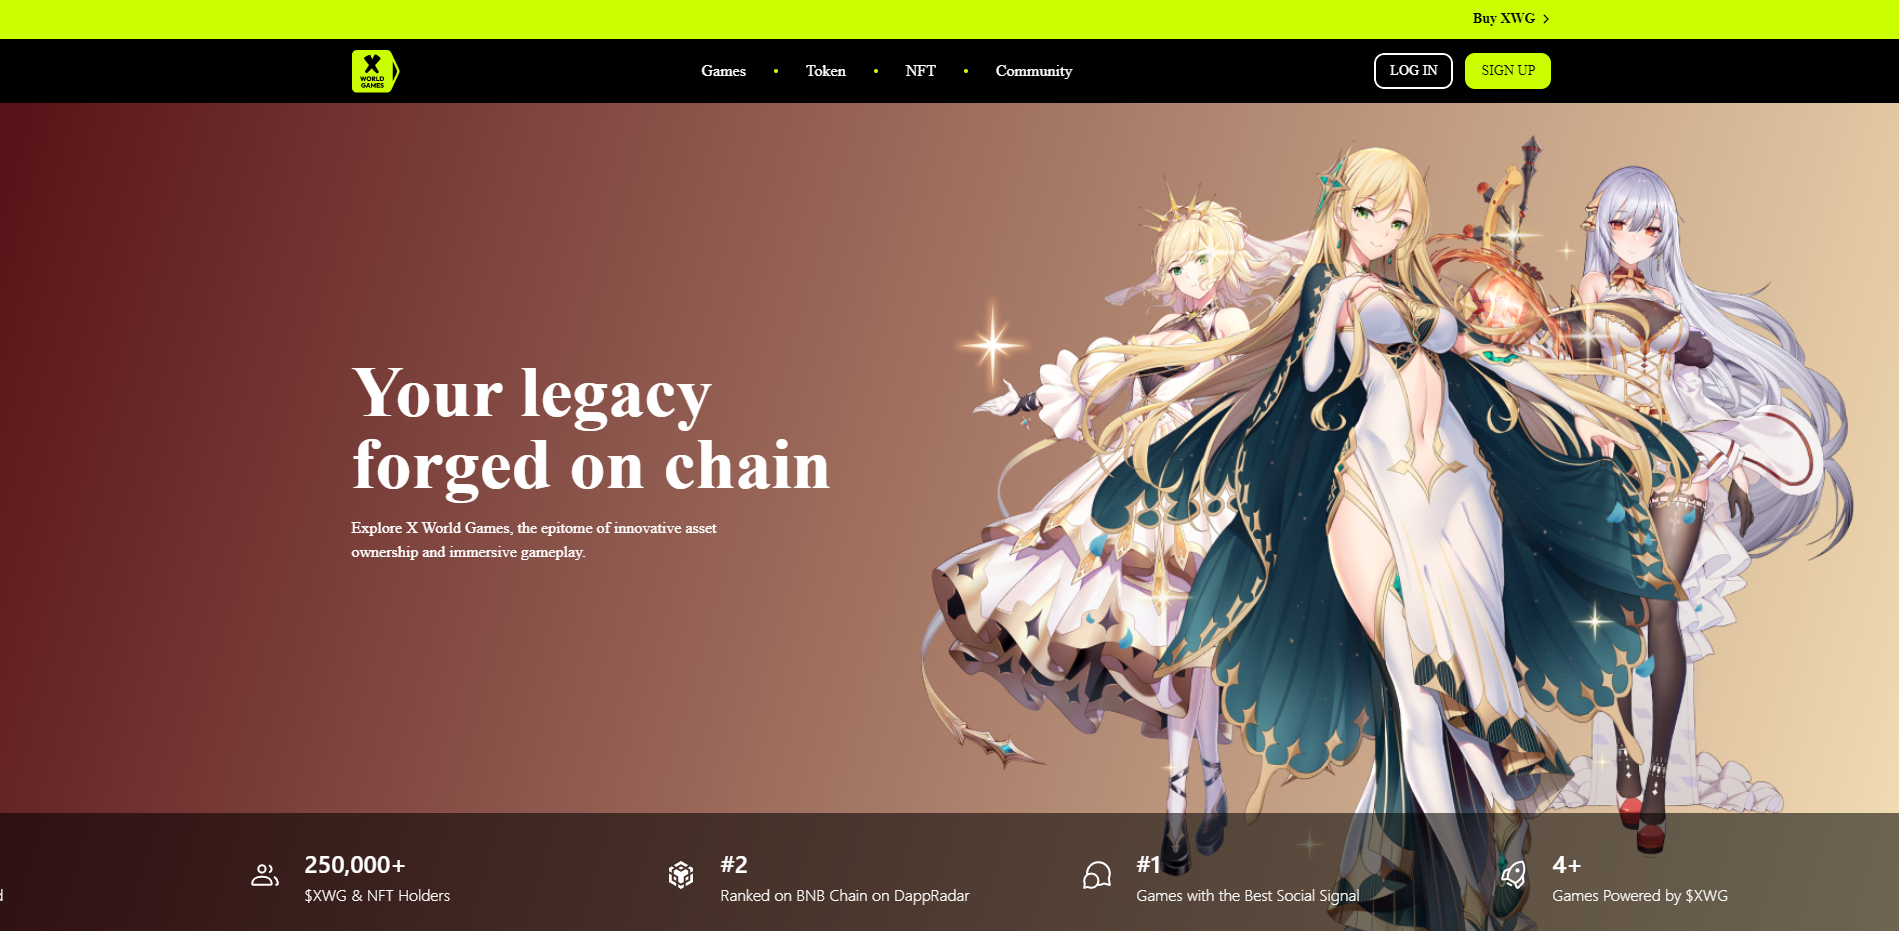 Buy XWG
X
WORLD
GAMES
Games • Token • NFT • Community
LOG IN
SIGN UP
Your legacy
forged on chain
Explore X World Games, the epitome of innovative asset
ownership and immersive gameplay.
250,000+
$XWG & NFT Holders
#2
Ranked on BNB Chain on DappRadar
#1
Games with the Best Social Signal
4+
Games Powered by $XWG